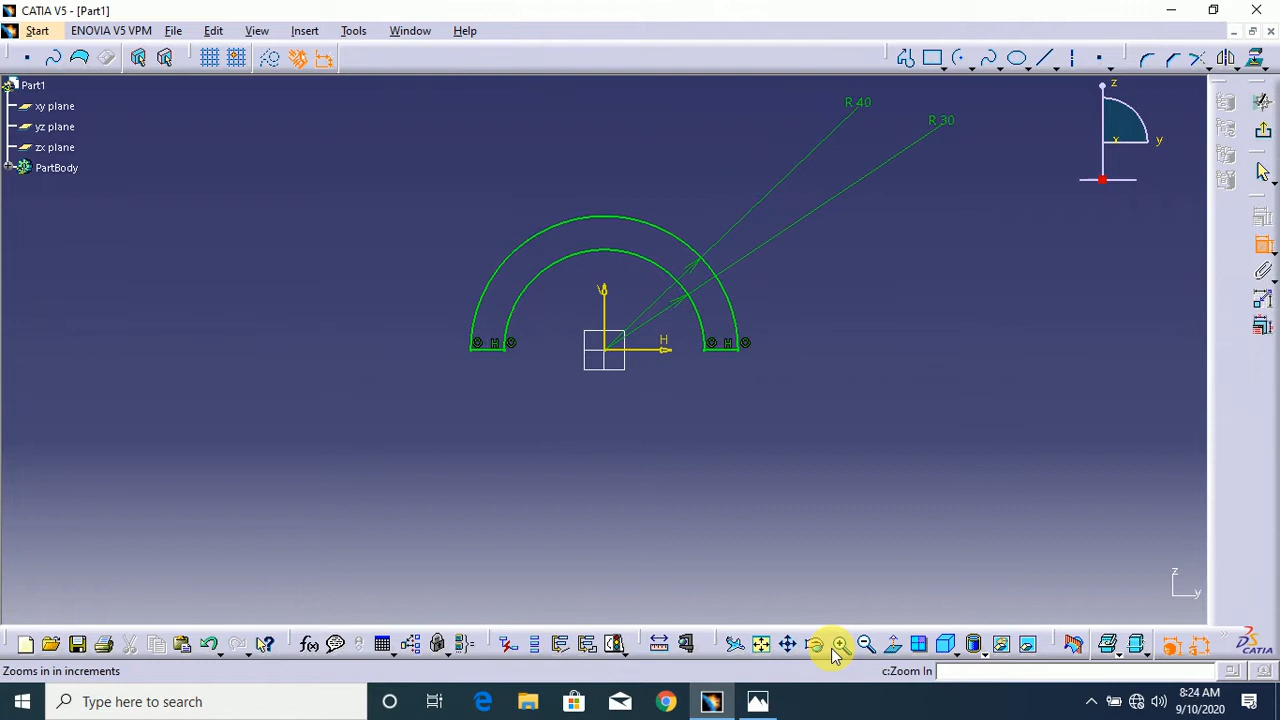 CATIA V5 - [Part1]
Start ENOVIA V5 VPM File Edit View Insert Tools Window Help
Part1
xy plane
yz plane
zx plane
PartBody
R 40
R 30
z
x
y
V
H
H H
z
y
f(x)
CATIA
Zooms in in increments
c:Zoom In
Type here to search
8:24 AM
9/10/2020